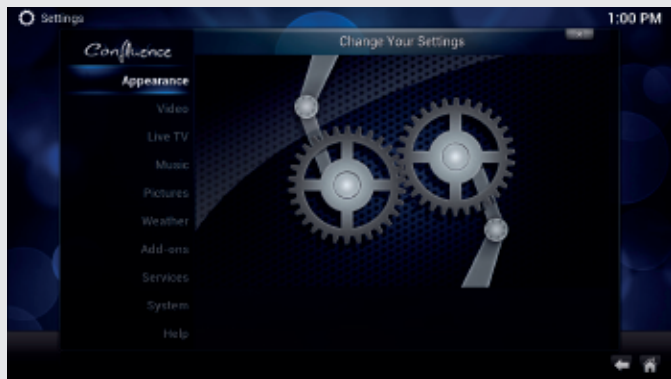 Settings
1:00 PM
Confluence
Change Your Settings
Appearance
Video
Live TV
Music
Pictures
Weather
Add-ons
Services
System
Help